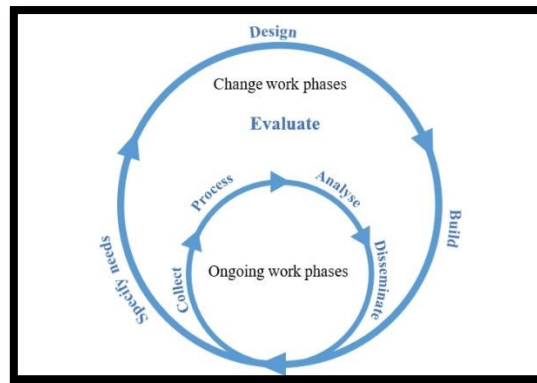 Design
Change work phases
Evaluate
Process
Analyse
Build
Specify needs
Collect
Ongoing work phases
Disseminate